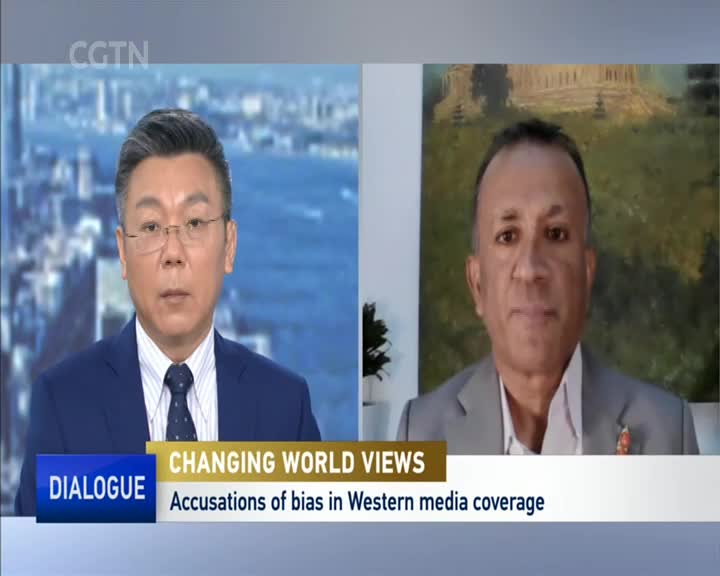 CGTN
CHANGING WORLD VIEWS
DIALOGUE
Accusations of bias in Western media coverage